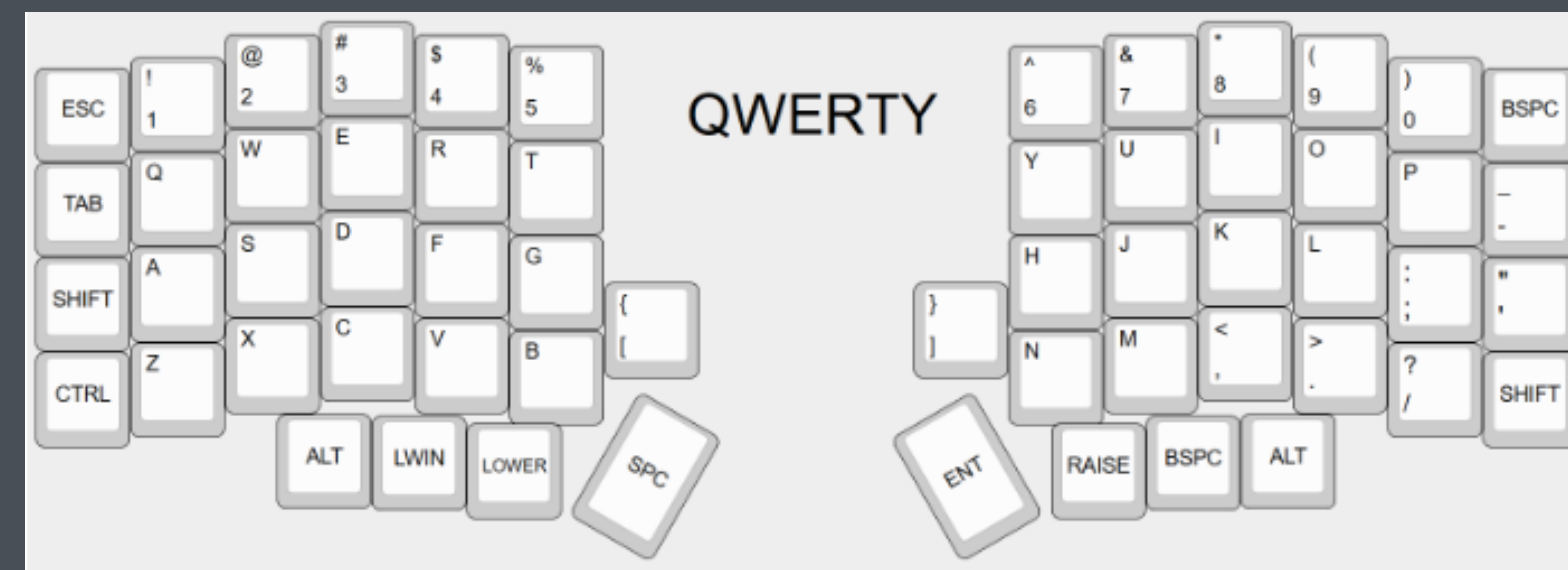 ESC ! 1 @ 2 # 3 $ 4 % 5
QWERTY
^ 6 & 7 * 8 ( 9 ) 0 BSPC
TAB Q W E R T
Y U I O P _ -
SHIFT A S D F G
H J K L : ; " '
CTRL Z X C V B { [
} ] N M < , > . ? / SHIFT
ALT LWIN LOWER SPC
ENT RAISE BSPC ALT